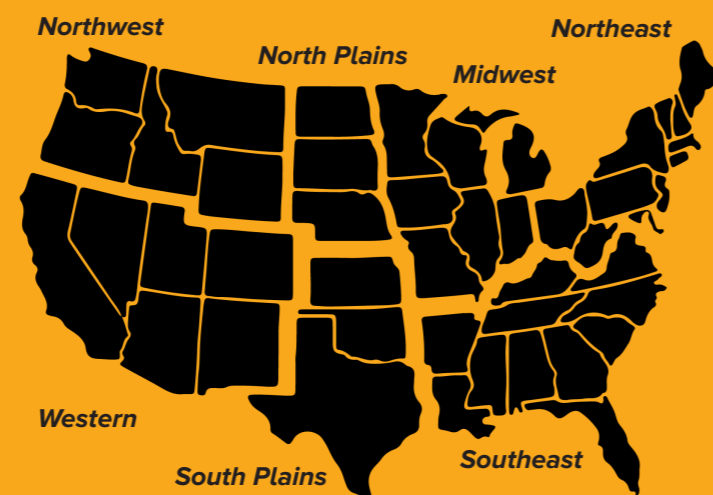 Northwest
Northeast
North Plains
Midwest
Western
Southeast
South Plains